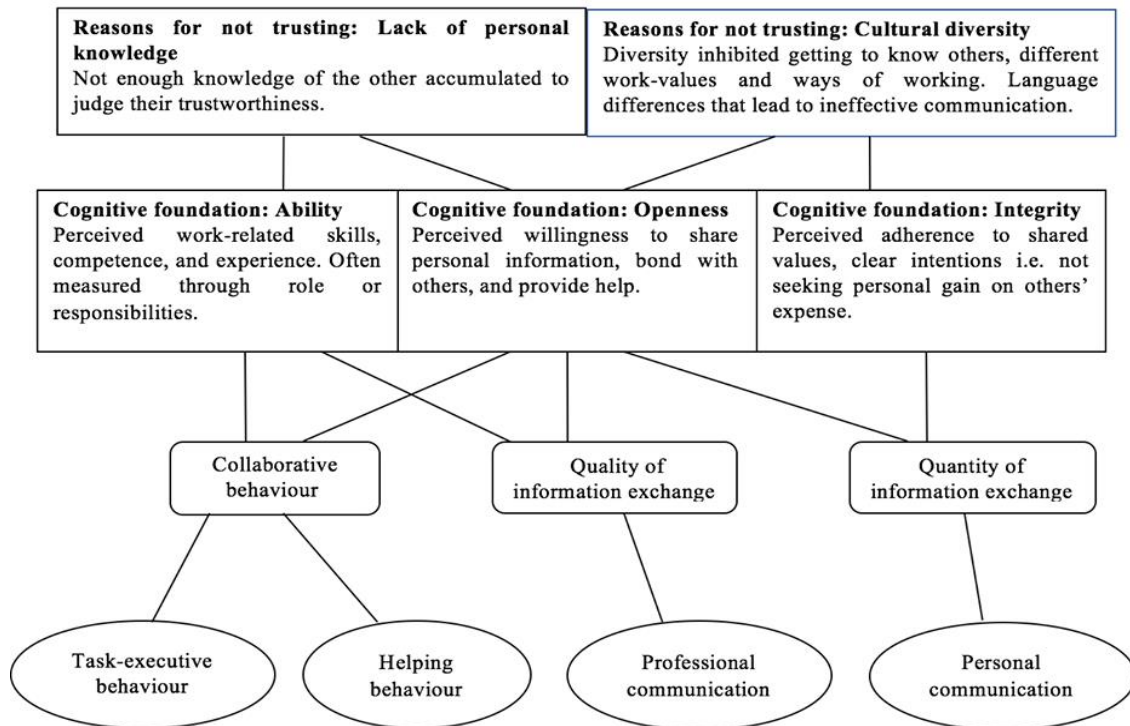 Reasons for not trusting: Lack of personal
knowledge
Not enough knowledge of the other accumulated to
judge their trustworthiness.
Reasons for not trusting: Cultural diversity
Diversity inhibited getting to know others, different
work-values and ways of working. Language
differences that lead to ineffective communication.
Cognitive foundation: Ability
Perceived work-related skills,
competence, and experience. Often
measured through role or
responsibilities.
Cognitive foundation: Openness
Perceived willingness to share
personal information, bond with
others, and provide help.
Cognitive foundation: Integrity
Perceived adherence to shared
values, clear intentions i.e. not
seeking personal gain on others’
expense.
Collaborative
behaviour
Quality of
information exchange
Quantity of
information exchange
Task-executive
behaviour
Helping
behaviour
Professional
communication
Personal
communication